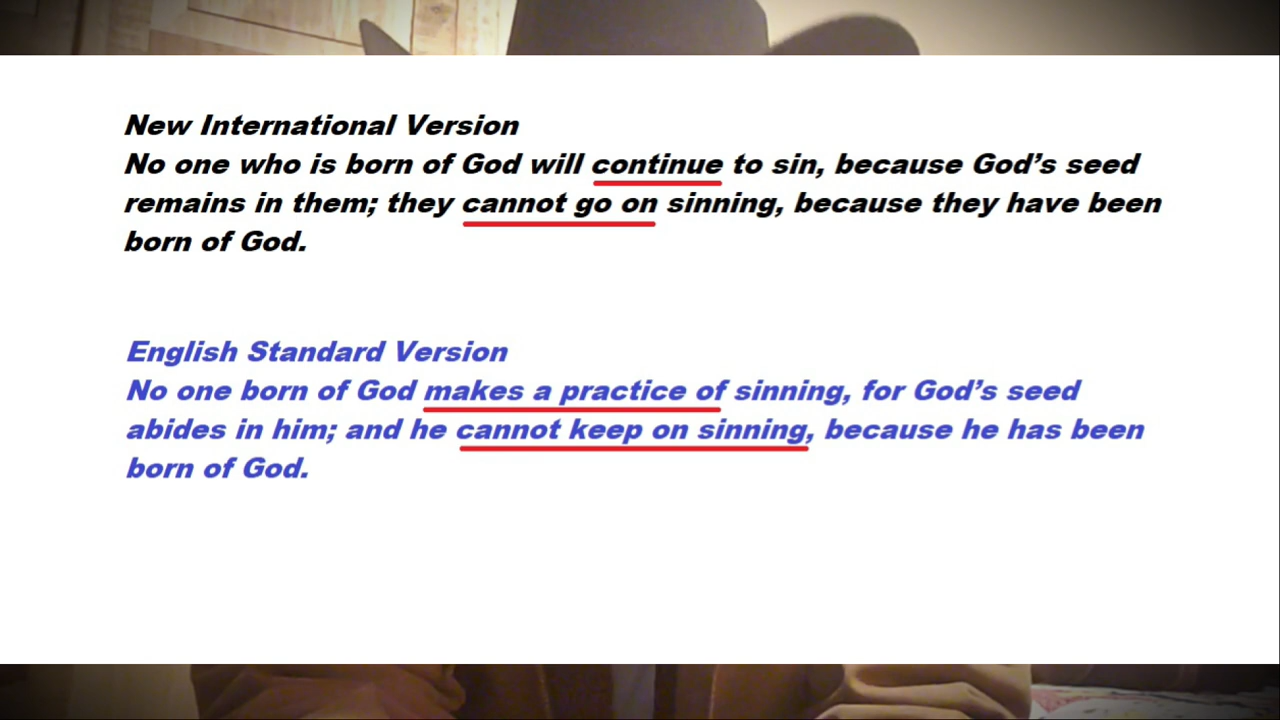 New International Version
No one who is born of God will continue to sin, because God’s seed
remains in them; they cannot go on sinning, because they have been
born of God.
English Standard Version
No one born of God makes a practice of sinning, for God’s seed
abides in him; and he cannot keep on sinning, because he has been
born of God.